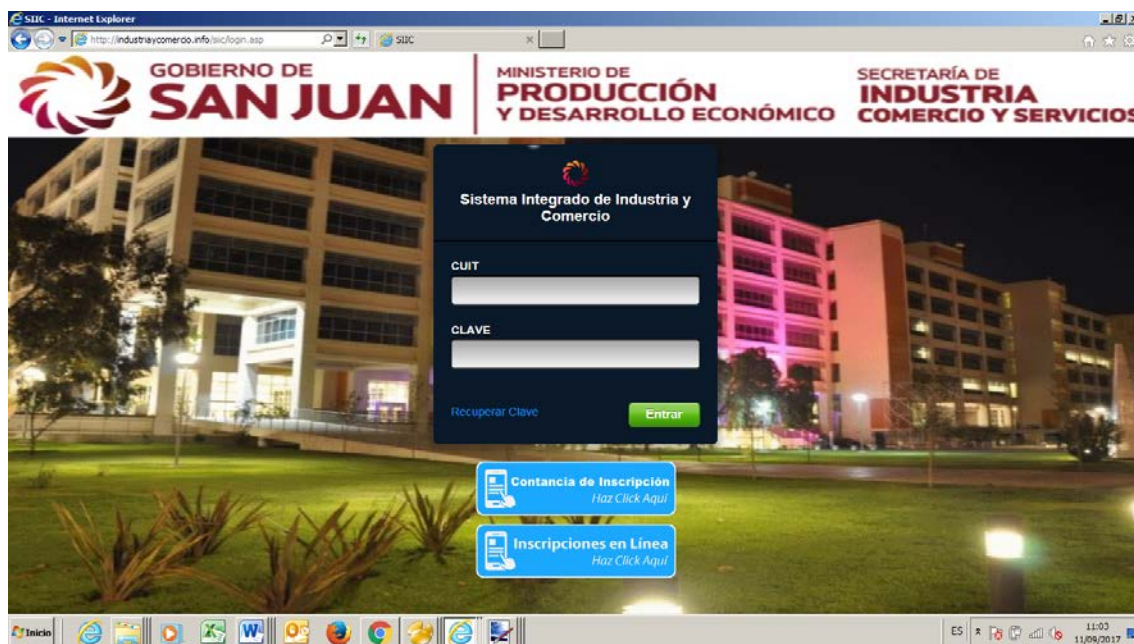 SIIC - Internet Explorer
http://industriaycomercio.info/siic/login.asp
SIIC
GOBIERNO DE
SAN JUAN
MINISTERIO DE
PRODUCCIÓN
Y DESARROLLO ECONÓMICO
SECRETARÍA DE
INDUSTRIA
COMERCIO Y SERVICIOS
Sistema Integrado de Industria y
Comercio
CUIT
CLAVE
Recuperar Clave
Entrar
Contancia de Inscripción
Haz Click Aquí
Inscripciones en Línea
Haz Click Aquí
Inicio
ES
11:03
11/09/2017